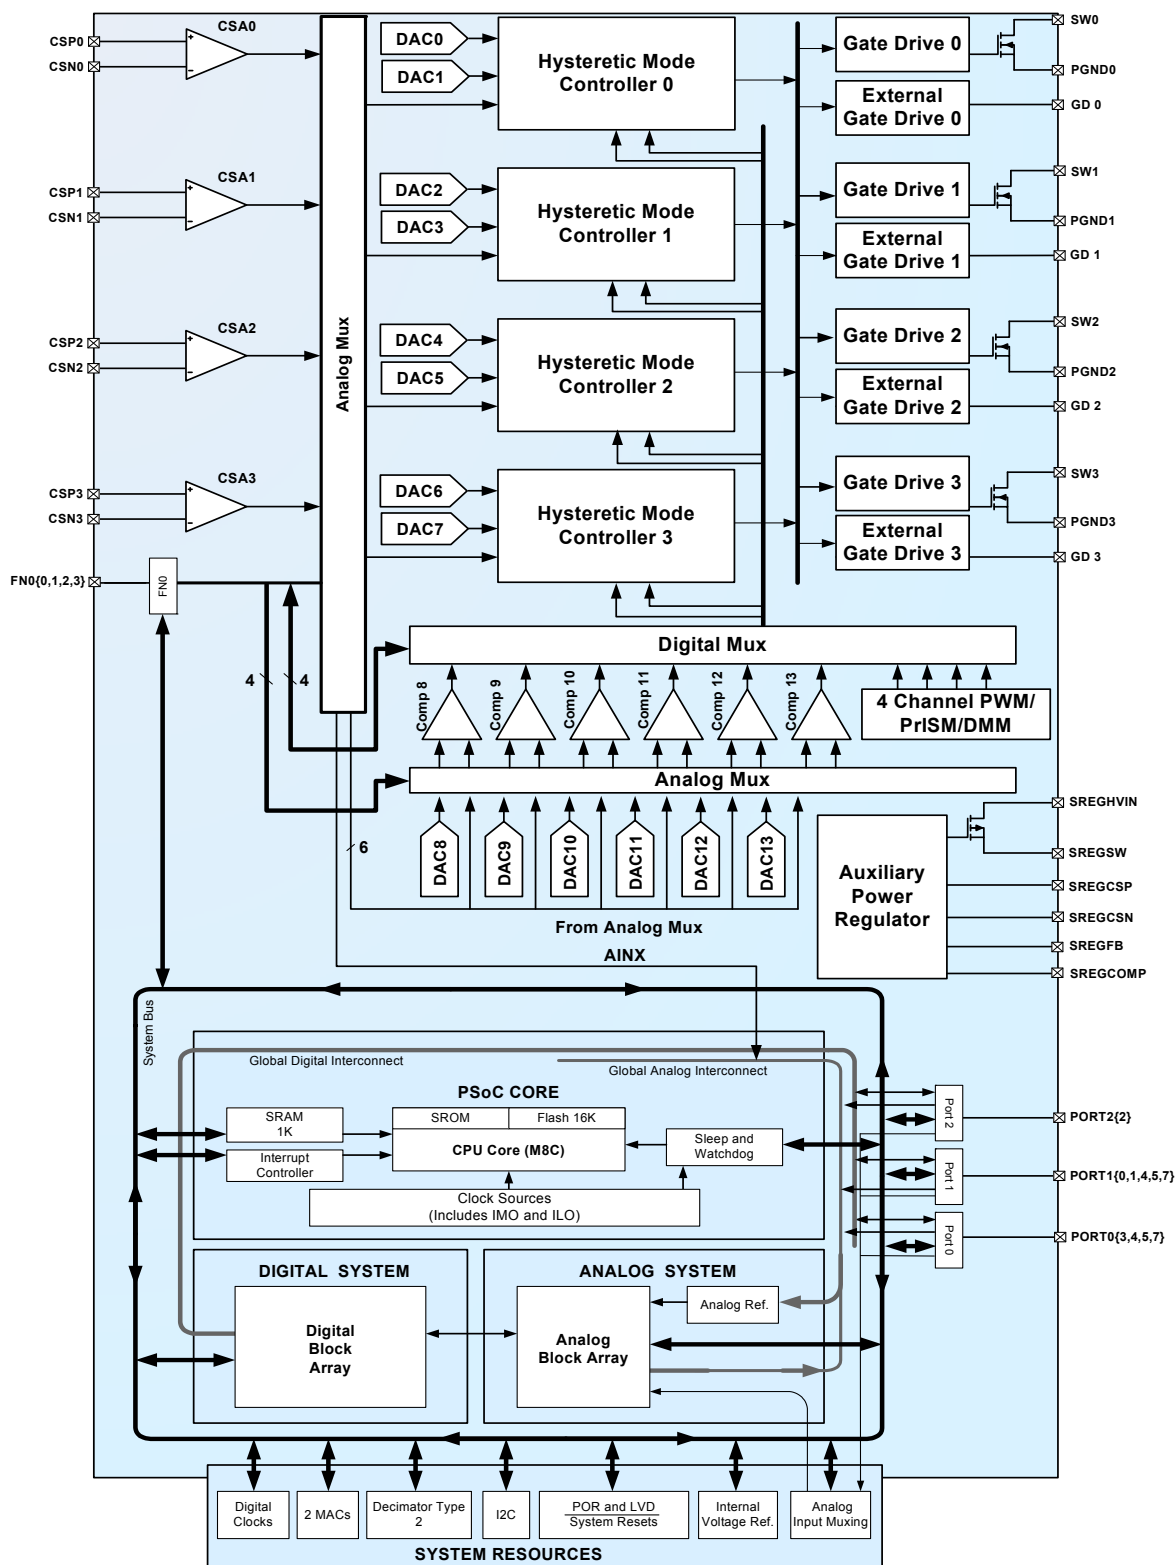 CSP0
CSN0
CSA0
CSP1
CSN1
CSA1
CSP2
CSN2
CSA2
CSP3
CSN3
CSA3
FN0{0,1,2,3}
FN0
Analog Mux
DAC0
DAC1
Hysteretic Mode
Controller 0
DAC2
DAC3
Hysteretic Mode
Controller 1
DAC4
DAC5
Hysteretic Mode
Controller 2
DAC6
DAC7
Hysteretic Mode
Controller 3
Gate Drive 0
External
Gate Drive 0
SW0
PGND0
GD 0
Gate Drive 1
External
Gate Drive 1
SW1
PGND1
GD 1
Gate Drive 2
External
Gate Drive 2
SW2
PGND2
GD 2
Gate Drive 3
External
Gate Drive 3
SW3
PGND3
GD 3
Digital Mux
4
4
Comp 8
Comp 9
Comp 10
Comp 11
Comp 12
Comp 13
4 Channel PWM/
PrISM/DMM
Analog Mux
6
DAC8
DAC9
DAC10
DAC11
DAC12
DAC13
From Analog Mux
AINX
Auxiliary
Power
Regulator
SREGHVIN
SREGSW
SREGCSP
SREGCSN
SREGFB
SREGCOMP
System Bus
Global Digital Interconnect
Global Analog Interconnect
PSoC CORE
SRAM
1K
Interrupt
Controller
SROM
Flash 16K
CPU Core (M8C)
Sleep and
Watchdog
Clock Sources
(Includes IMO and ILO)
Port 2
PORT2{2}
Port 1
PORT1{0,1,4,5,7}
Port 0
PORT0{3,4,5,7}
DIGITAL SYSTEM
Digital
Block
Array
ANALOG SYSTEM
Analog
Block Array
Analog Ref.
Digital
Clocks
2 MACs
Decimator Type
2
I2C
POR and LVD
System Resets
Internal
Voltage Ref.
Analog
Input Muxing
SYSTEM RESOURCES